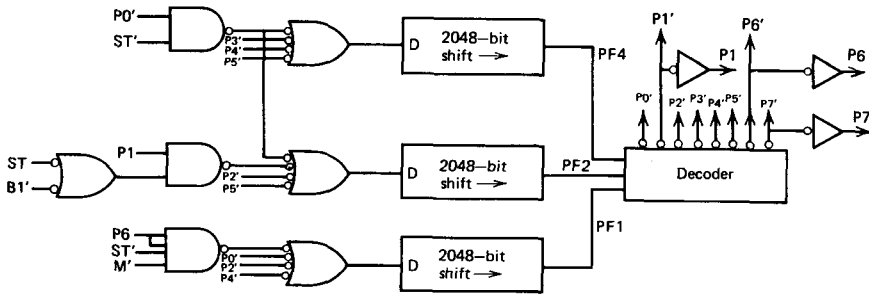 P0'
ST'
P3'
P4'
P5'
D
2048–bit
shift →
PF4
P1'
P1
P6'
P6
P0'
P2'
P3'
P4'
P5'
P7'
P7
Decoder
ST
B1'
P1
P2'
P5'
D
2048–bit
shift →
PF2
PF1
P6
ST'
M'
P0'
P2'
P4'
D
2048–bit
shift →